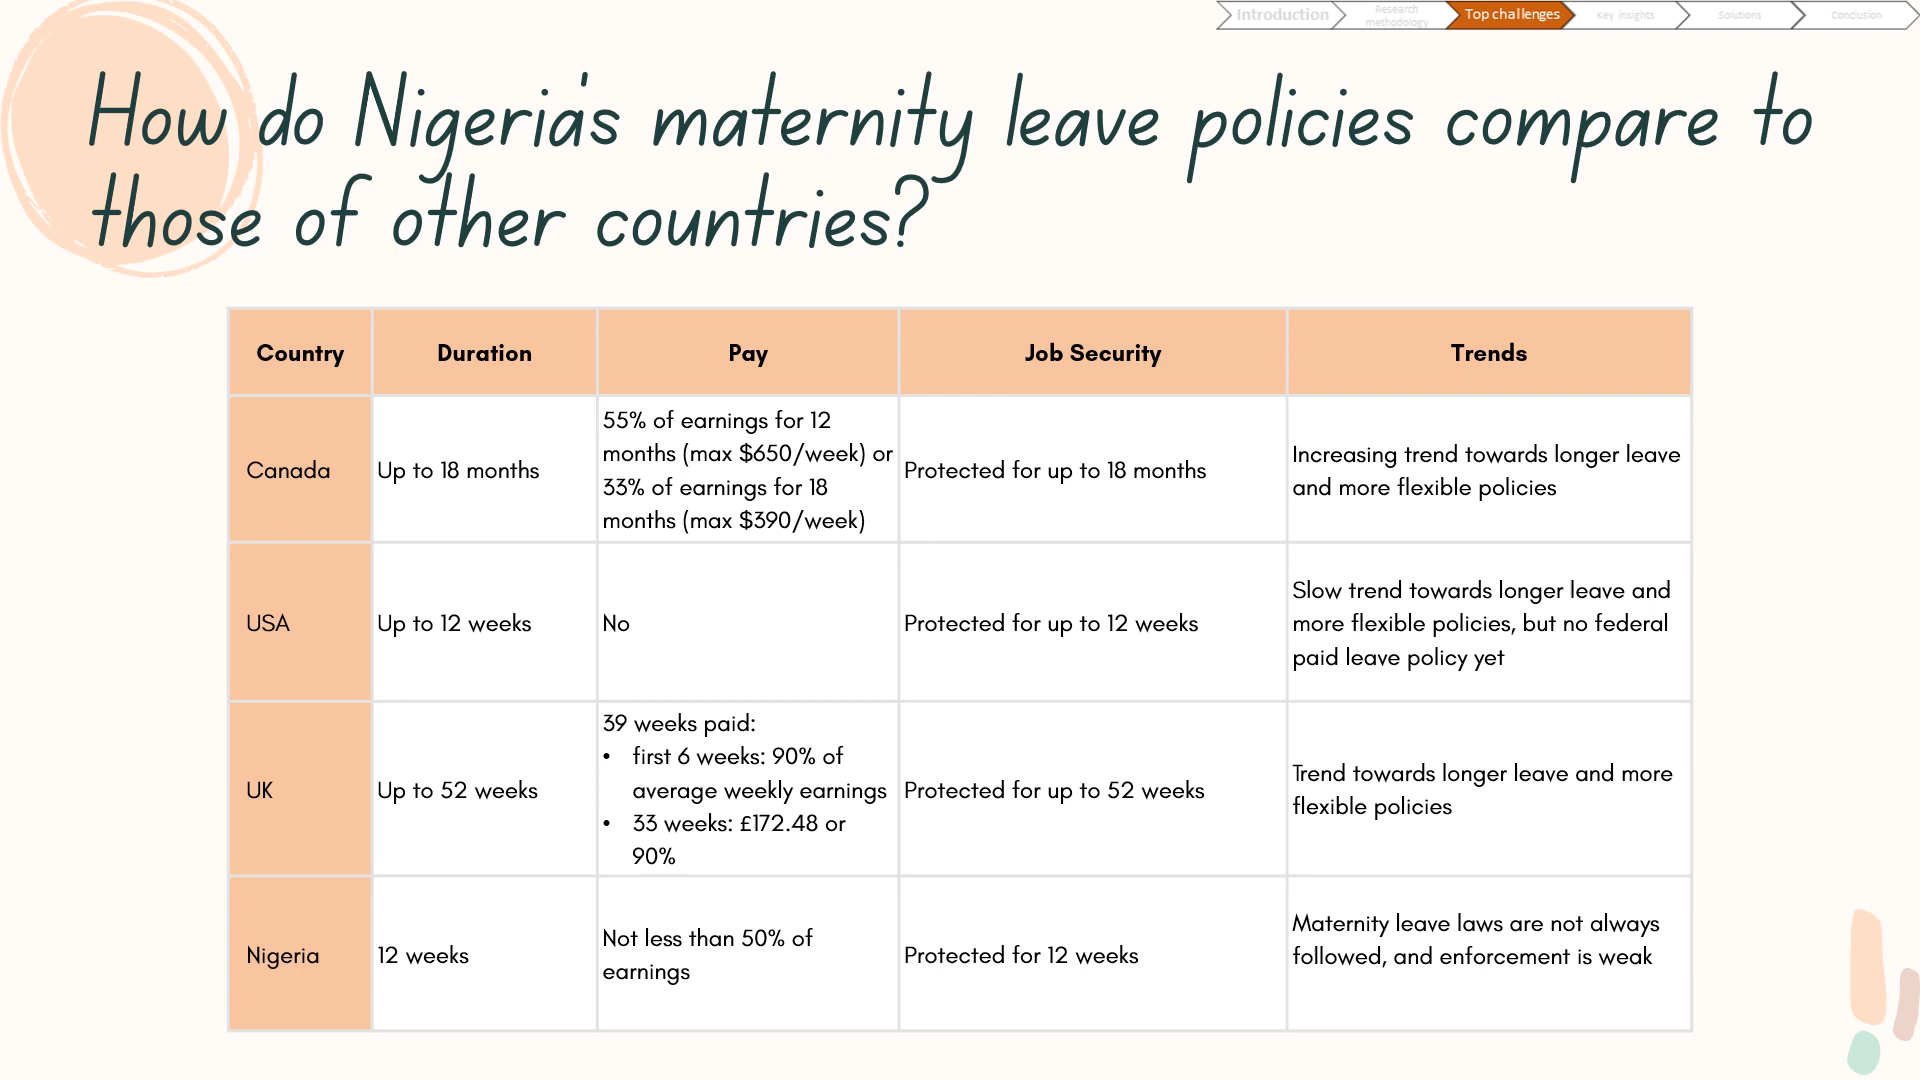 Introduction
Research
methodology
Top challenges
Key insights
Solutions
Conclusion
How do Nigeria's maternity leave policies compare to
those of other countries?
Country
Duration
Pay
Job Security
Trends
Canada
Up to 18 months
55% of earnings for 12
months (max $650/week) or
33% of earnings for 18
months (max $390/week)
Protected for up to 18 months
Increasing trend towards longer leave
and more flexible policies
USA
Up to 12 weeks
No
Protected for up to 12 weeks
Slow trend towards longer leave and
more flexible policies, but no federal
paid leave policy yet
UK
Up to 52 weeks
39 weeks paid:
• first 6 weeks: 90% of
average weekly earnings
• 33 weeks: £172.48 or
90%
Protected for up to 52 weeks
Trend towards longer leave and more
flexible policies
Nigeria
12 weeks
Not less than 50% of
earnings
Protected for 12 weeks
Maternity leave laws are not always
followed, and enforcement is weak